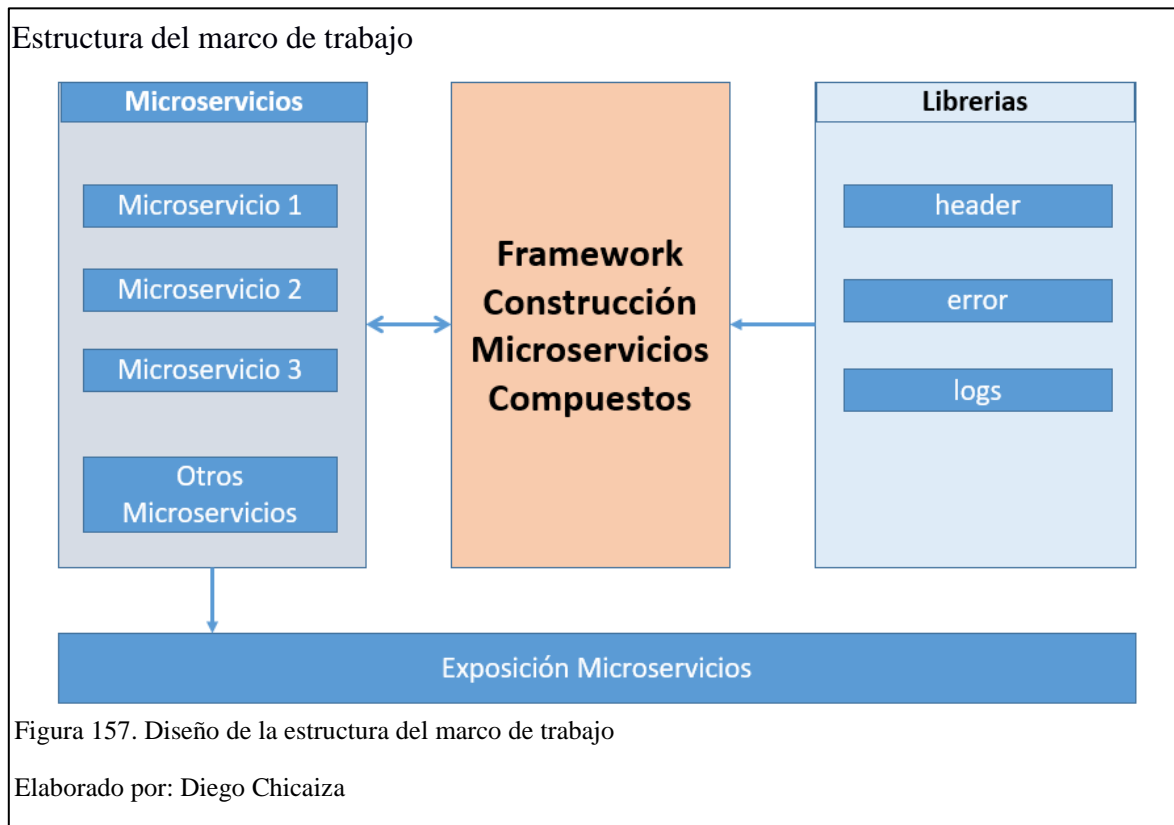 Estructura del marco de trabajo
Microservicios
Microservicio 1
Microservicio 2
Microservicio 3
Otros
Microservicios
Framework
Construcción
Microservicios
Compuestos
Librerias
header
error
logs
Exposición Microservicios
Figura 157. Diseño de la estructura del marco de trabajo
Elaborado por: Diego Chicaiza